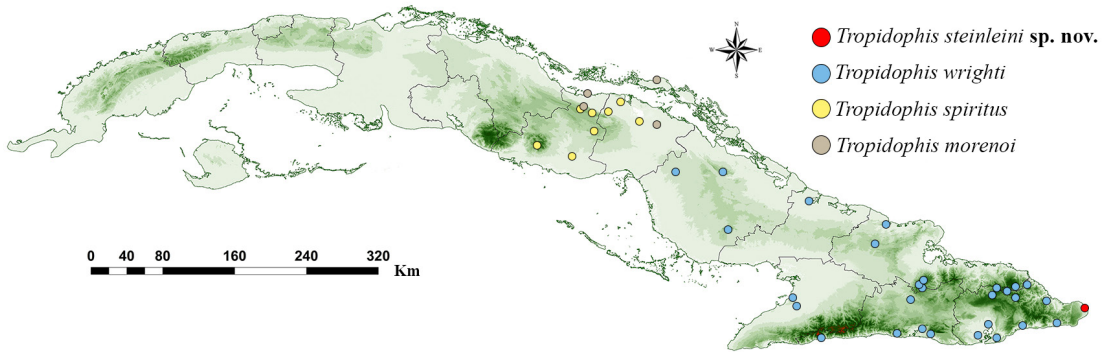 N
W E
S
Tropidophis steinleini sp. nov.
Tropidophis wrighti
Tropidophis spiritus
Tropidophis morenoi
0 40 80 160 240 320
Km